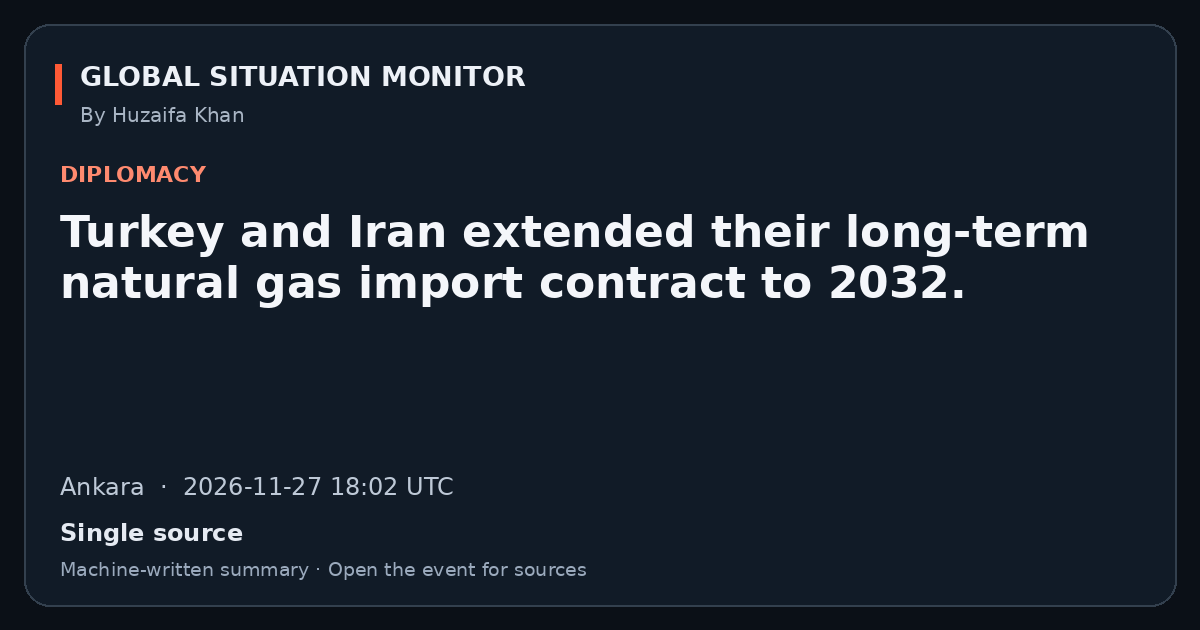 GLOBAL SITUATION MONITOR
By Huzaifa Khan
DIPLOMACY
Turkey and Iran extended their long-term
natural gas import contract to 2032.
Ankara · 2026-11-27 18:02 UTC
Single source
Machine-written summary · Open the event for sources